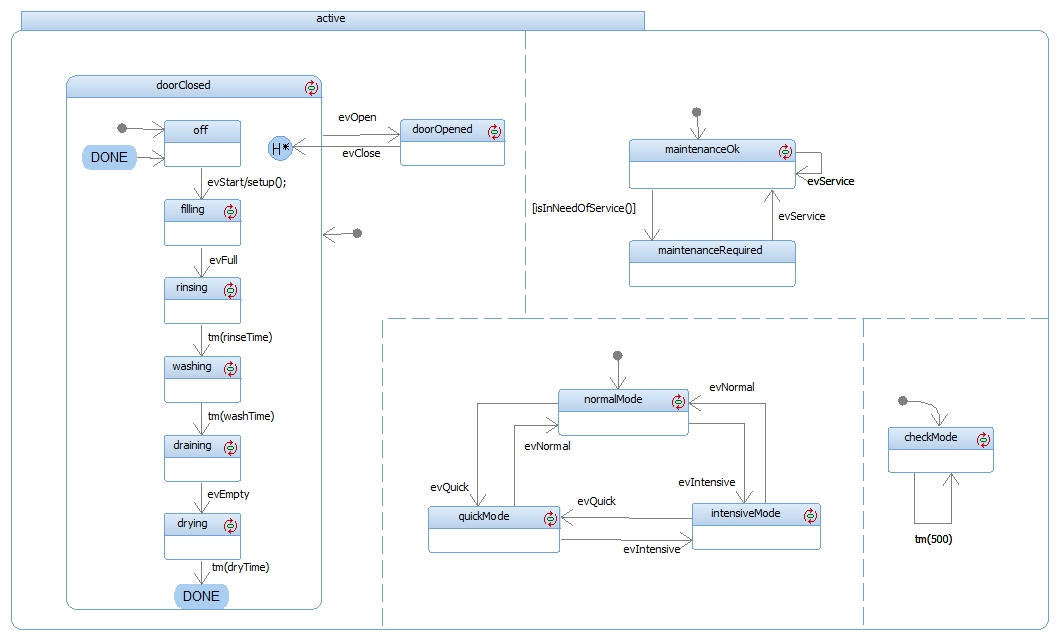 active
doorClosed
off
DONE
evStart/setup();
filling
evFull
rinsing
tm(rinseTime)
washing
tm(washTime)
draining
evEmpty
drying
tm(dryTime)
DONE
H*
evOpen
evClose
doorOpened
maintenanceOk
evService
[isInNeedOfService()]
evService
maintenanceRequired
normalMode
evNormal
evNormal
evQuick
evIntensive
quickMode
evQuick
intensiveMode
evIntensive
checkMode
tm(500)